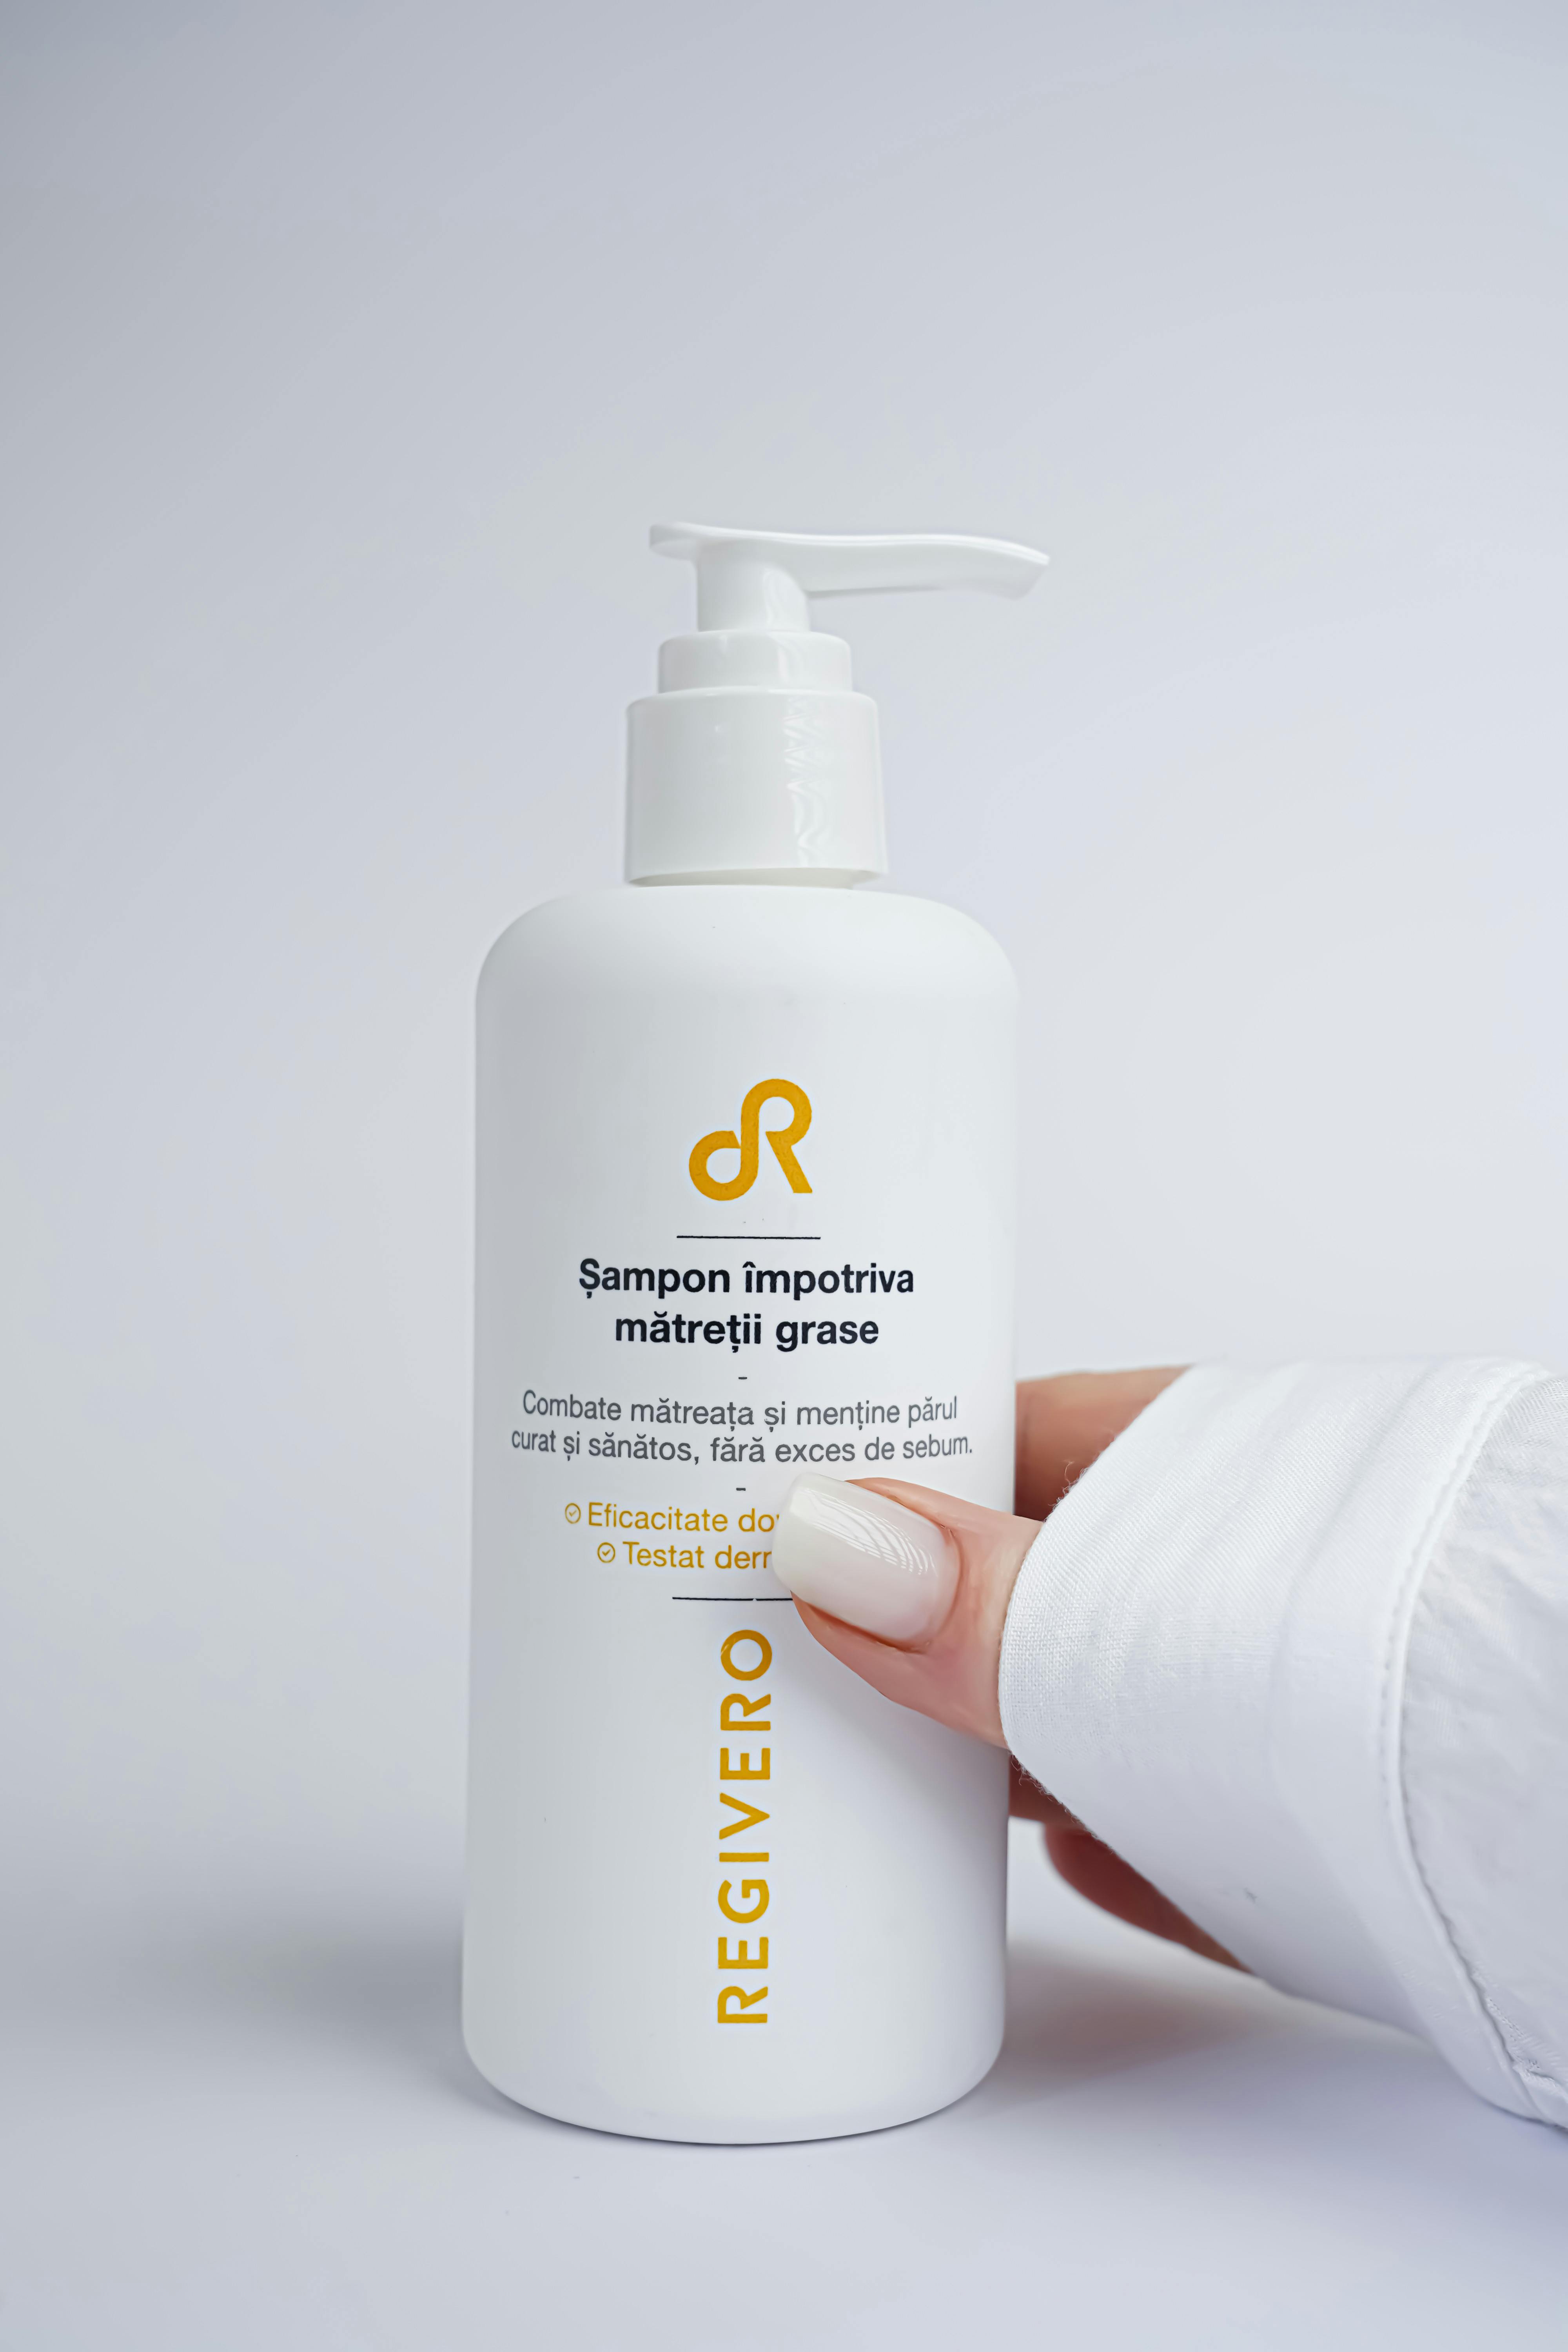 R
Șampon împotriva
mătreții grase
-
Combate mătreața și menține părul
curat și sănătos, fără exces de sebum.
-
Eficacitate
Testat
REGIVERO